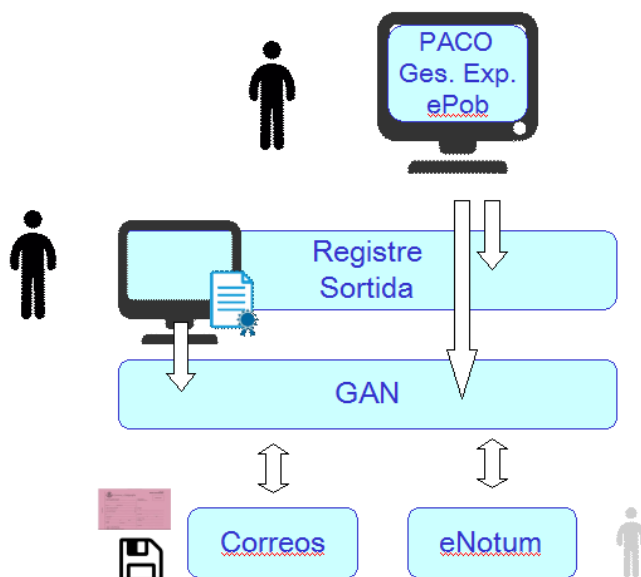 PACO
Ges. Exp.
ePob
Registre
Sortida
GAN
Correos
eNotum